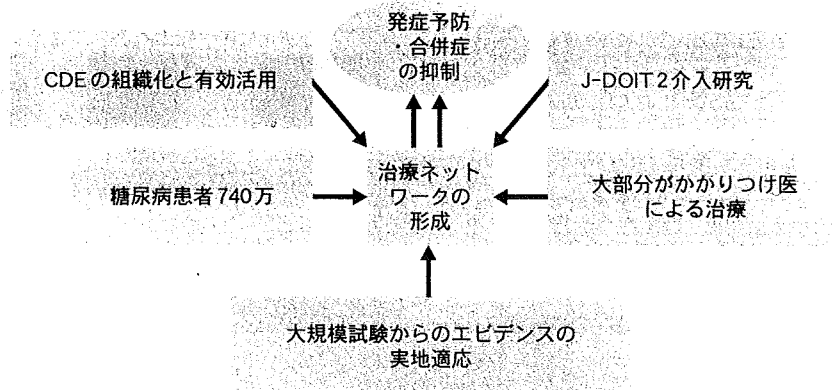 発症予防
・合併症
の抑制
CDEの組織化と有効活用
J-DOIT2介入研究
糖尿病患者740万
治療ネット
ワークの
形成
大部分がかかりつけ医
による治療
大規模試験からのエビデンスの
実地適応